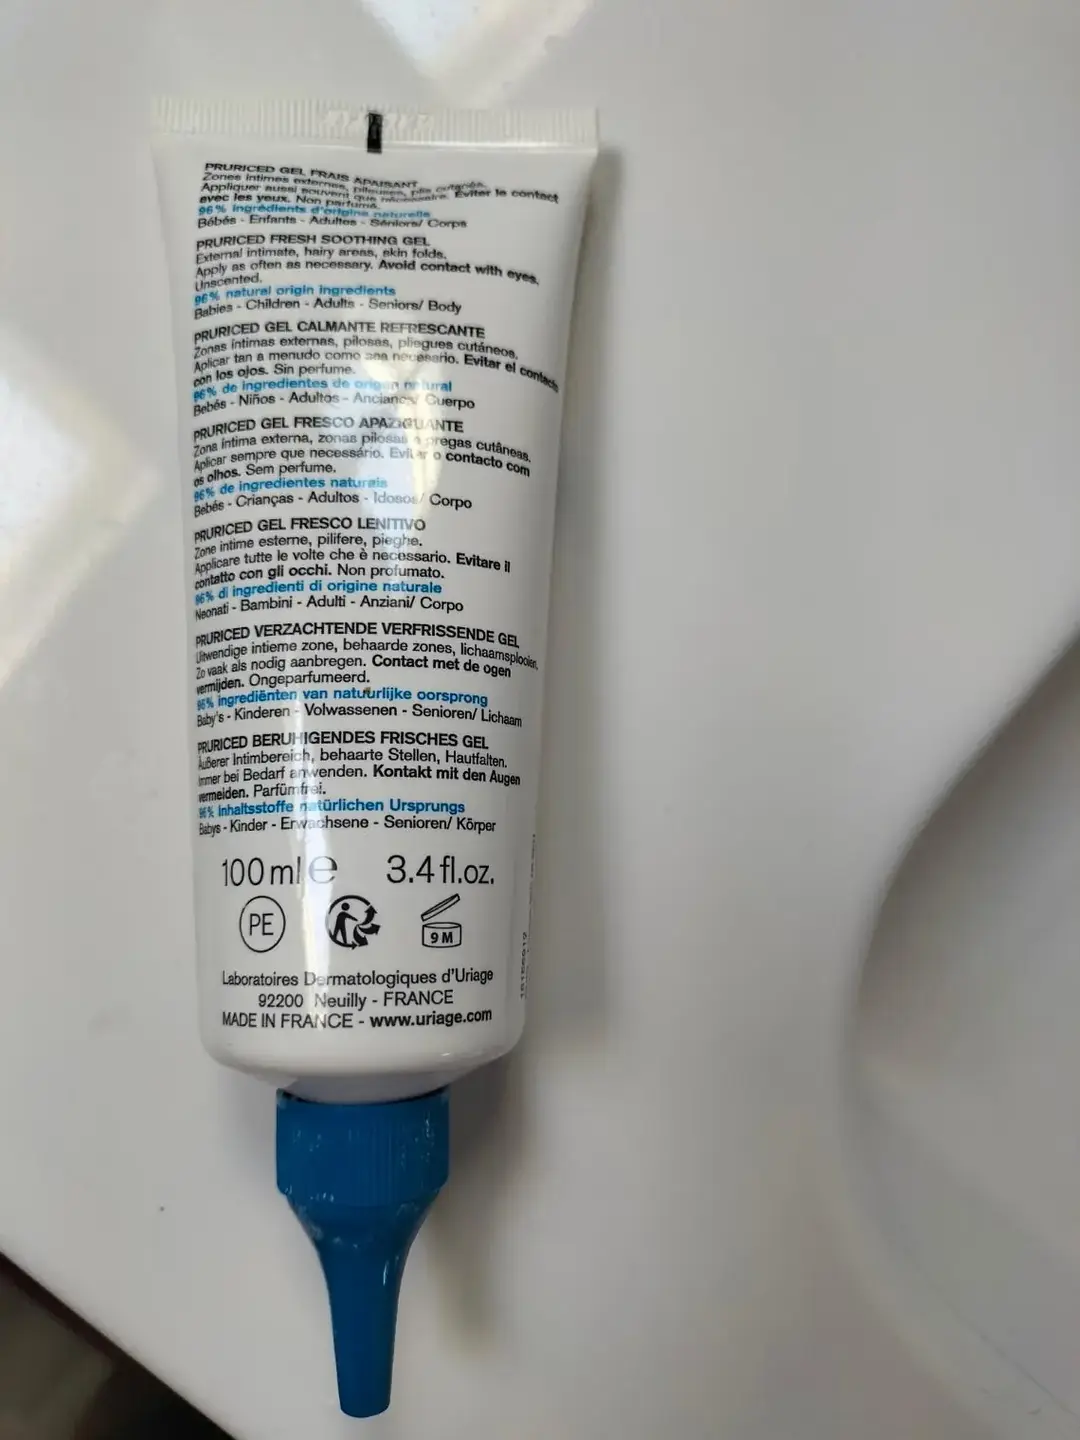 PRURICED GEL FRAIS APAISANT
Zones intimes externes, pileuses, plis cutanés.
Appliquer aussi souvent que nécessaire. Éviter le contact
avec les yeux. Non parfumé.
96% ingrédients d'origine naturelle
Bébés - Enfants - Adultes - Séniors/ Corps
PRURICED FRESH SOOTHING GEL
External intimate, hairy areas, skin folds.
Apply as often as necessary. Avoid contact with eyes.
Unscented.
96% natural origin ingredients
Babies - Children - Adults - Seniors/ Body
PRURICED GEL CALMANTE REFRESCANTE
Zonas íntimas externas, pilosas, pliegues cutáneos.
Aplicar tan a menudo como sea necesario. Evitar el contacto
con los ojos. Sin perfume.
96% de ingredientes de origen natural
Bebés - Niños - Adultos - Ancianos/ Cuerpo
PRURICED GEL FRESCO APAZIGUANTE
Zona íntima externa, zonas pilosas e pregas cutâneas.
Aplicar sempre que necessário. Evitar o contacto com
os olhos. Sem perfume.
96% de ingredientes naturais
Bebés - Crianças - Adultos - Idosos/ Corpo
PRURICED GEL FRESCO LENITIVO
Zone intime esterne, pilifere, pieghe.
Applicare tutte le volte che è necessario. Evitare il
contatto con gli occhi. Non profumato.
96% di ingredienti di origine naturale
Neonati - Bambini - Adulti - Anziani/ Corpo
PRURICED VERZACHTENDE VERFRISSENDE GEL
Uitwendige intieme zone, behaarde zones, lichaamsplooien.
Zo vaak als nodig aanbregen. Contact met de ogen
vermijden. Ongeparfumeerd.
96% ingrediënten van natuurlijke oorsprong
Baby's - Kinderen - Volwassenen - Senioren/ Lichaam
PRURICED BERUHIGENDES FRISCHES GEL
Äußerer Intimbereich, behaarte Stellen, Hautfalten.
Immer bei Bedarf anwenden. Kontakt mit den Augen
vermeiden. Parfümfrei.
96% Inhaltsstoffe natürlichen Ursprungs
Babys - Kinder - Erwachsene - Senioren/ Körper
100 ml e 3.4 fl.oz.
PE
9 M
Laboratoires Dermatologiques d'Uriage
92200 Neuilly - FRANCE
MADE IN FRANCE - www.uriage.com